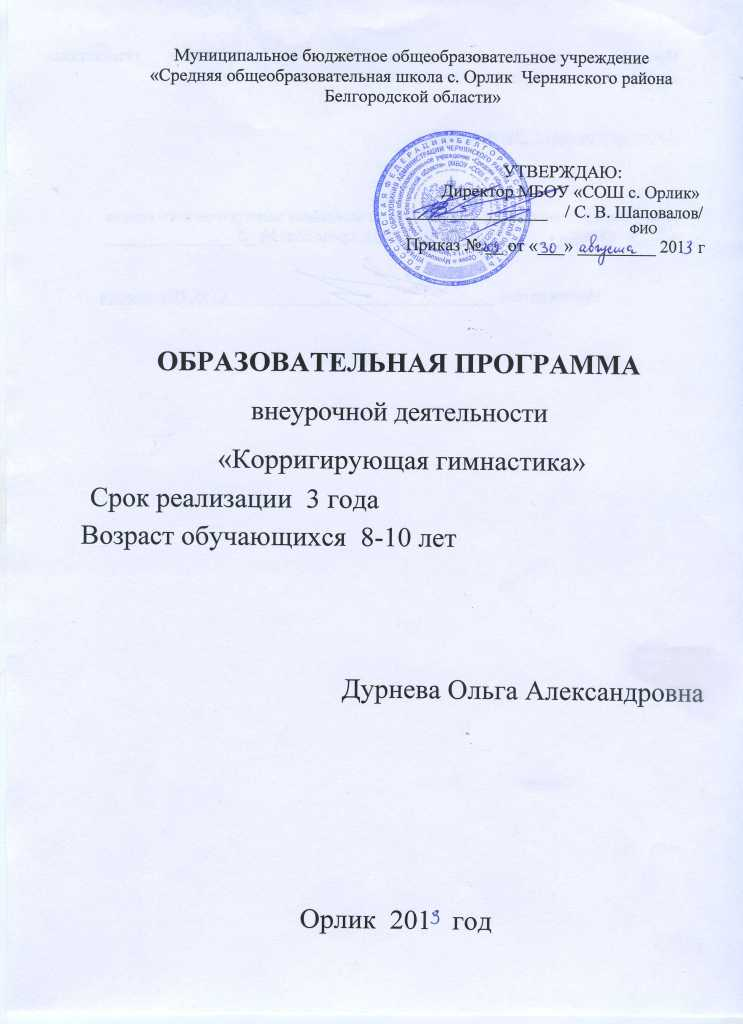 Муниципальное бюджетное общеобразовательное учреждение
«Средняя общеобразовательная школа с. Орлик Чернянского района
Белгородской области»
УТВЕРЖДАЮ:
Директор МБОУ «СОШ с. Орлик»
____________ / С. В. Шаповалов/
ФИО
Приказ № от «30» августа 2013 г
ОБРАЗОВАТЕЛЬНАЯ ПРОГРАММА
внеурочной деятельности
«Корригирующая гимнастика»
Срок реализации 3 года
Возраст обучающихся 8-10 лет
Дурнева Ольга Александровна
Орлик 2013 год